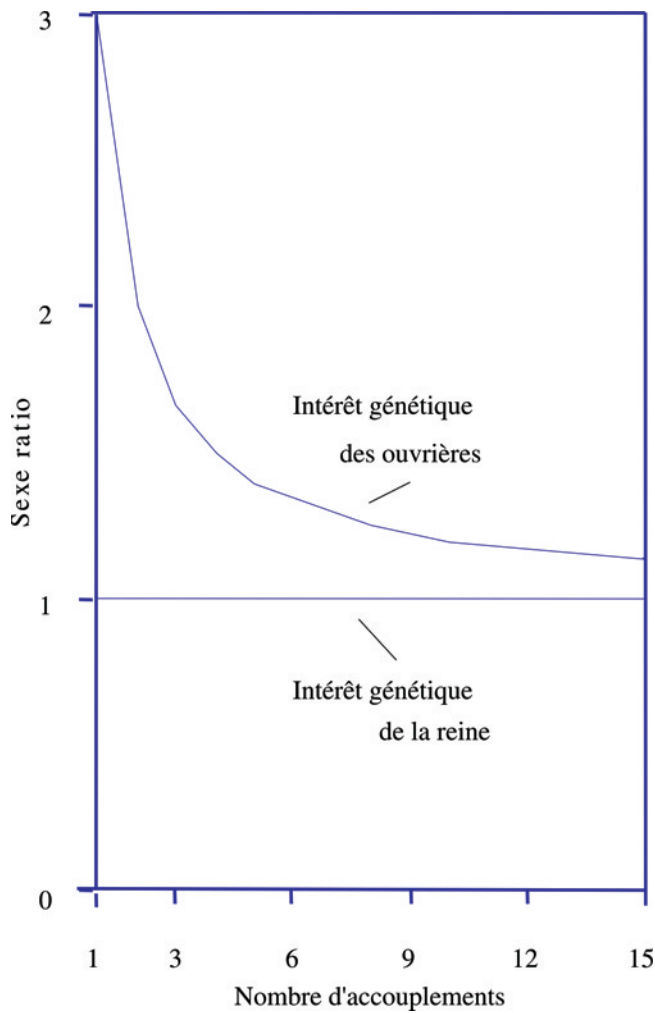 3
2
Sexe ratio
Intérêt génétique
des ouvrières
1
Intérêt génétique
de la reine
0
1 3 6 9 12 15
Nombre d'accouplements